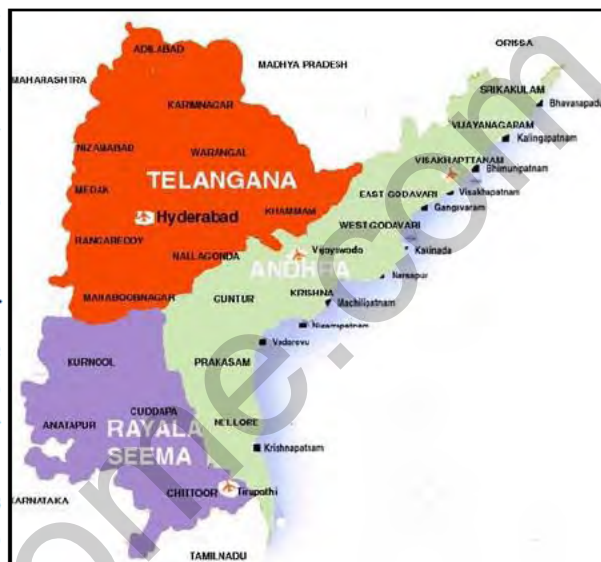 ORISSA
ADILABAD
MADHYA PRADESH
MAHARASHTRA
SRIKAKULAM
Bhavanapada
KARIMNAGAR
VIJAYANAGARAM
Kalingapatnam
NIZAMABAD
WARANGAL
VISAKHAPTTANAM
Bhimunipatnam
TELANGANA
MEDAK
EAST GODAVARI
Visakhapatnam
Gangavaram
Hyderabad
KHAMMAM
WEST GODAVARI
RANGAREDDY
NALLAGONDA
Vijayawada
Kakinada
ANDHRA
Narsapur
MAHABOOBNAGAR
GUNTUR
KRISHNA
Machilipatnam
Nizampatnam
Vadarevu
KURNOOL
PRAKASAM
CUDDAPA
ANATAPUR
RAYALA
SEEMA
NELLORE
Krishnapatnam
CHITTOOR
Tirupathi
KARNATAKA
TAMILNADU